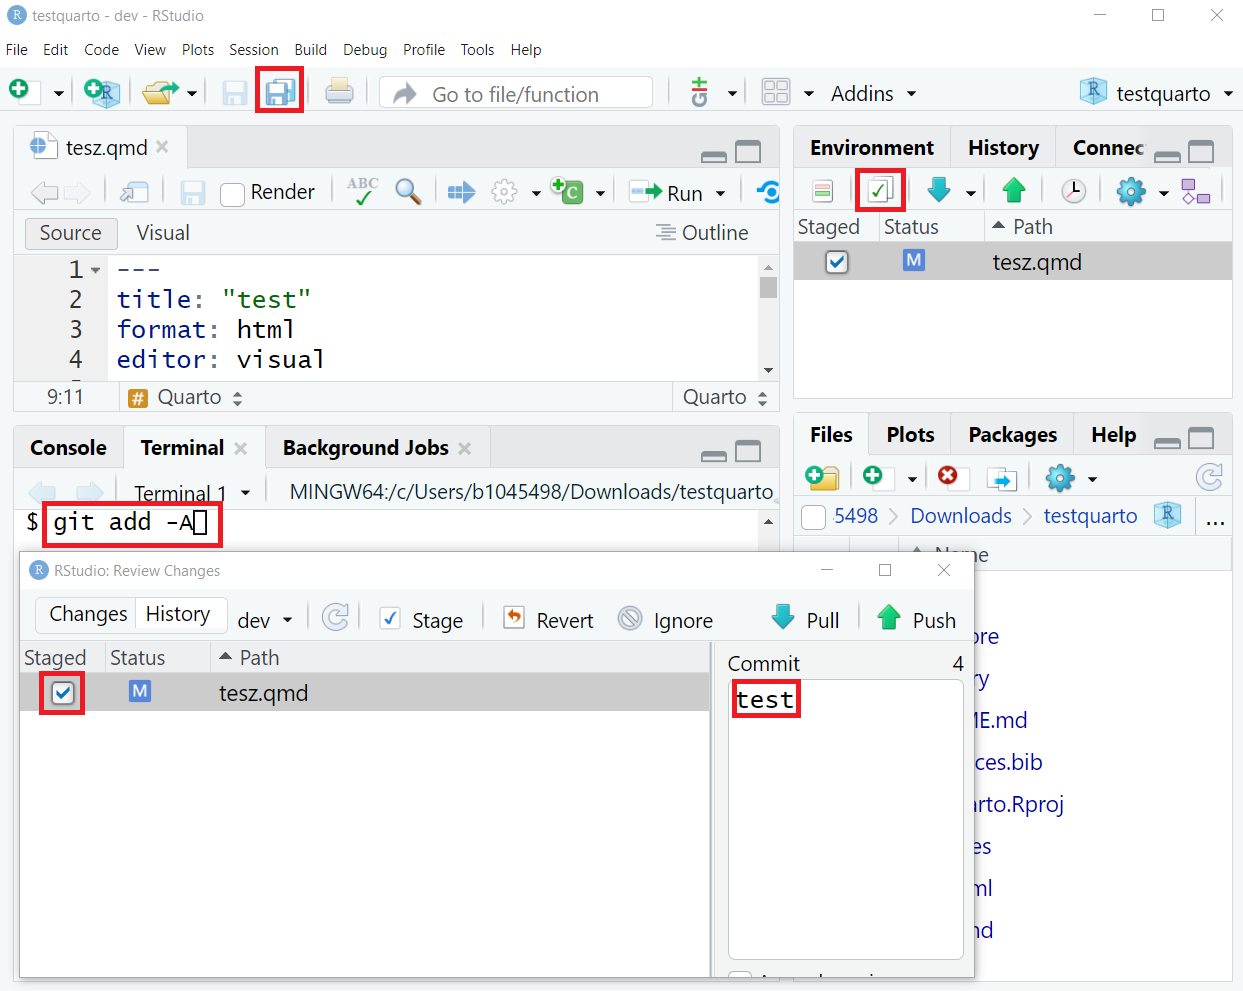 testquarto - dev - RStudio
File Edit Code View Plots Session Build Debug Profile Tools Help
Go to file/function
Git
Addins
testquarto
tesz.qmd
Render
ABC
Run
Source Visual
Outline
1 ---
2 title: "test"
3 format: html
4 editor: visual
9:11 # Quarto
Quarto
Environment History Connec
Staged Status Path
M tesz.qmd
Console Terminal Background Jobs
Terminal 1 MINGW64:/c/Users/b1045498/Downloads/testquarto
$ git add -A
Files Plots Packages Help
5498 Downloads testquarto ...
Name
ore
ry
ME.md
ces.bib
arto.Rproj
es
ml
nd
RStudio: Review Changes
Changes History dev Stage Revert Ignore Pull Push
Staged Status Path
M tesz.qmd
Commit 4
test